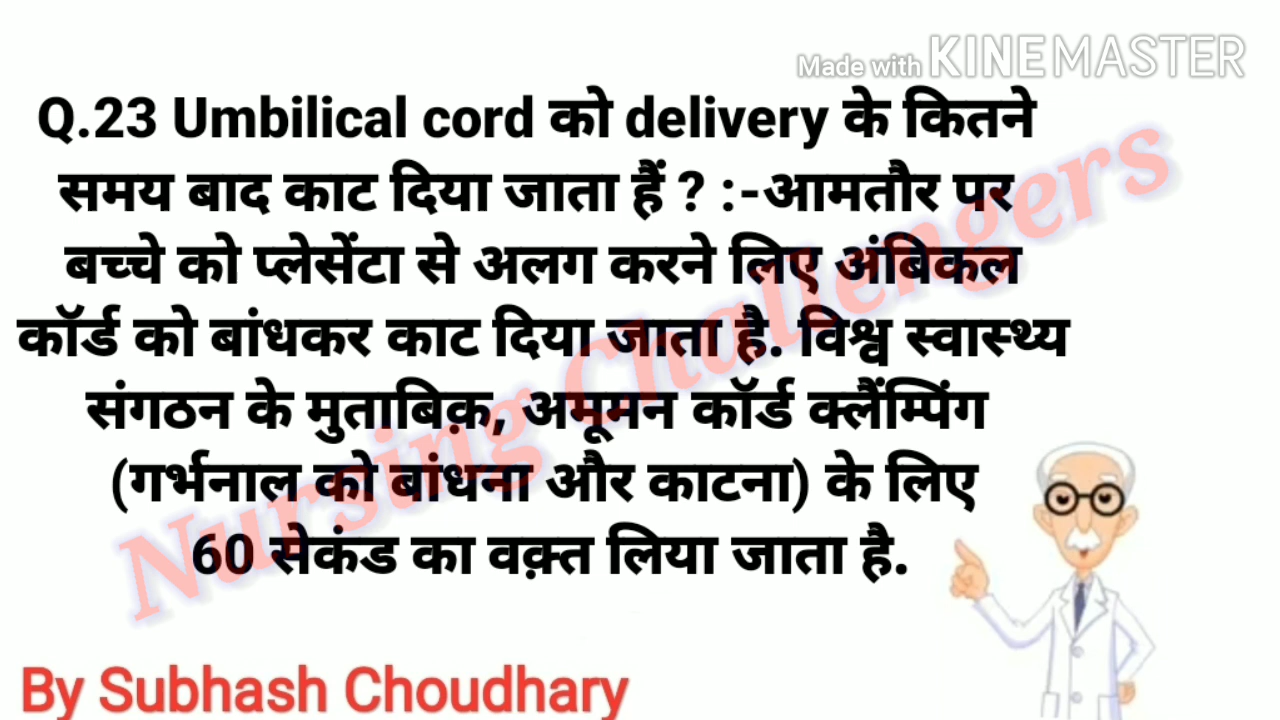 Made with KINEMASTER
Q.23 Umbilical cord को delivery के कितने
समय बाद काट दिया जाता हैं ? :-आमतौर पर
बच्चे को प्लेसेंटा से अलग करने लिए अंबिकल
कॉर्ड को बांधकर काट दिया जाता है. विश्व स्वास्थ्य
संगठन के मुताबिक़, अमूमन कॉर्ड क्लैंम्पिंग
(गर्भनाल को बांधना और काटना) के लिए
60 सेकंड का वक़्त लिया जाता है.
Nursing Challengers
By Subhash Choudhary